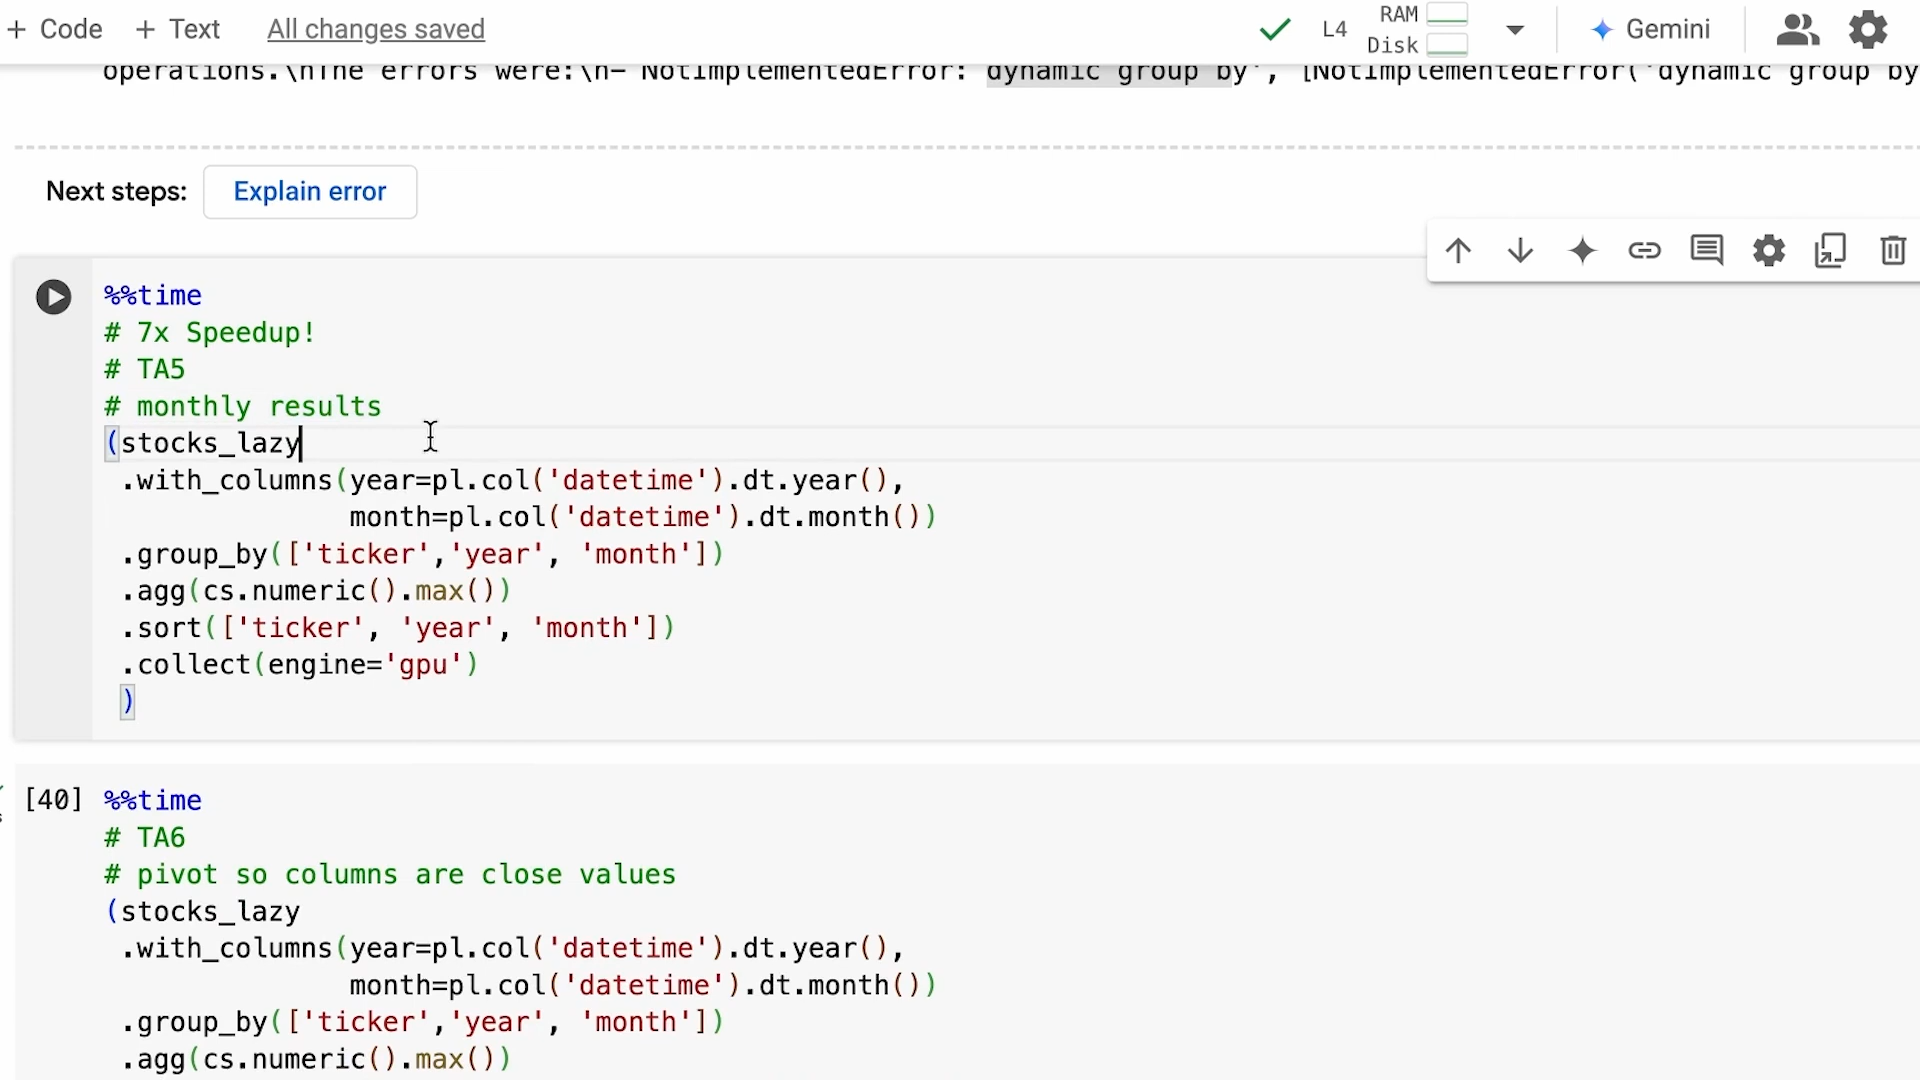 + Code + Text All changes saved L4 RAM Disk Gemini
operations.\nThe errors were:\n- NotImplementedError: dynamic group by', [NotImplementedError('dynamic group by
Next steps: Explain error
%%time
# 7x Speedup!
# TA5
# monthly results
(stocks_lazy
.with_columns(year=pl.col('datetime').dt.year(),
month=pl.col('datetime').dt.month())
.group_by(['ticker','year', 'month'])
.agg(cs.numeric().max())
.sort(['ticker', 'year', 'month'])
.collect(engine='gpu')
)
[40] %%time
# TA6
# pivot so columns are close values
(stocks_lazy
.with_columns(year=pl.col('datetime').dt.year(),
month=pl.col('datetime').dt.month())
.group_by(['ticker','year', 'month'])
.agg(cs.numeric().max())